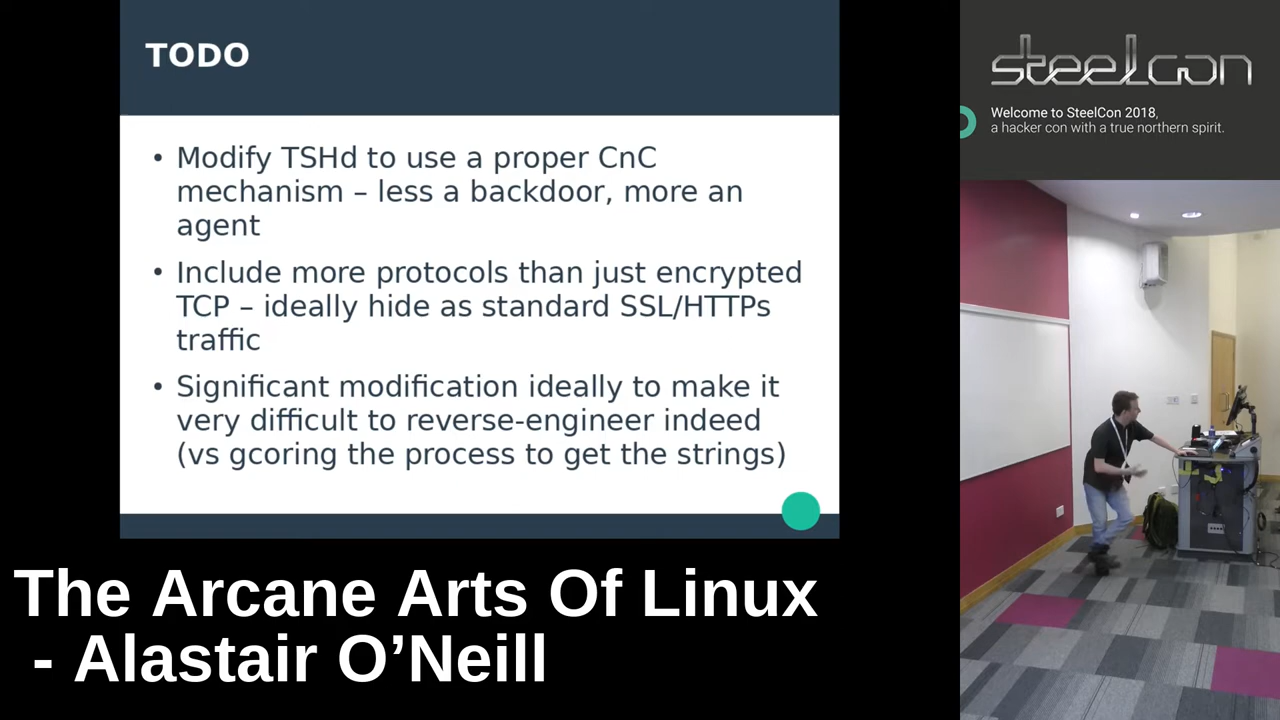 TODO
• Modify TSHd to use a proper CnC
mechanism – less a backdoor, more an
agent
• Include more protocols than just encrypted
TCP – ideally hide as standard SSL/HTTPs
traffic
• Significant modification ideally to make it
very difficult to reverse-engineer indeed
(vs gcoring the process to get the strings)
The Arcane Arts Of Linux
- Alastair O’Neill
steelcon
Welcome to SteelCon 2018,
a hacker con with a true northern spirit.